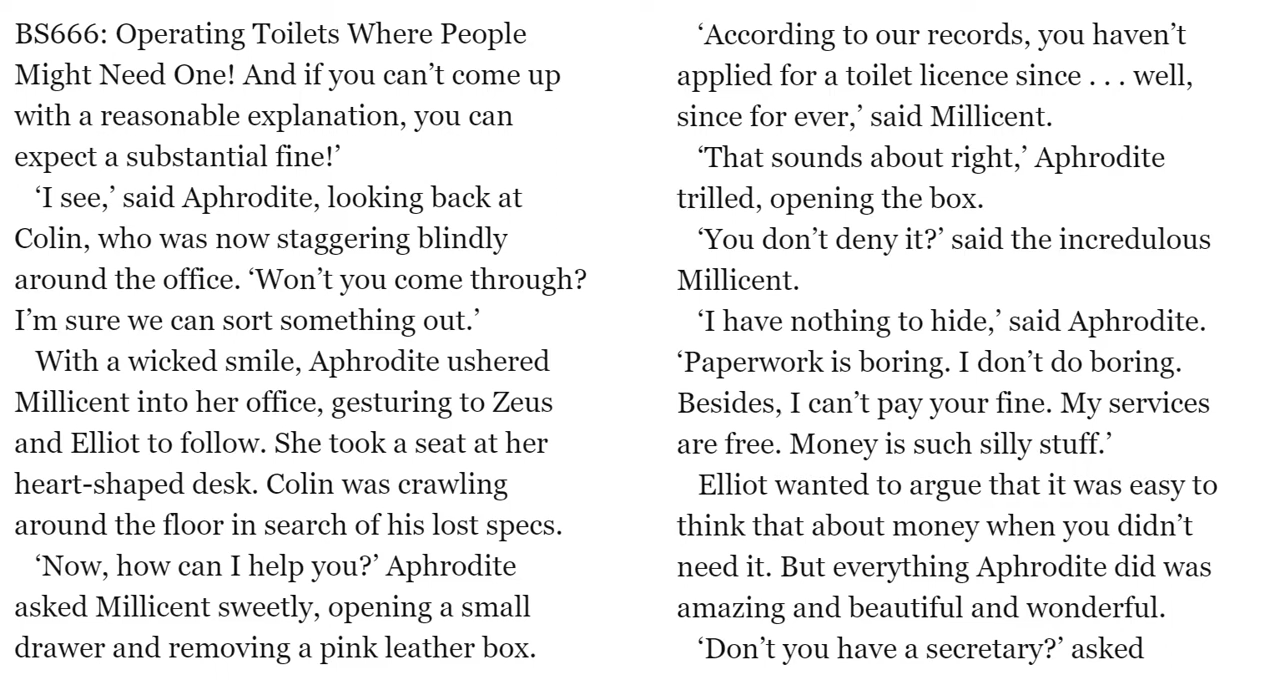 BS666: Operating Toilets Where People
Might Need One! And if you can’t come up
with a reasonable explanation, you can
expect a substantial fine!’
‘I see,’ said Aphrodite, looking back at
Colin, who was now staggering blindly
around the office. ‘Won’t you come through?
I’m sure we can sort something out.’
With a wicked smile, Aphrodite ushered
Millicent into her office, gesturing to Zeus
and Elliot to follow. She took a seat at her
heart-shaped desk. Colin was crawling
around the floor in search of his lost specs.
‘Now, how can I help you?’ Aphrodite
asked Millicent sweetly, opening a small
drawer and removing a pink leather box.
‘According to our records, you haven’t
applied for a toilet licence since . . . well,
since for ever,’ said Millicent.
‘That sounds about right,’ Aphrodite
trilled, opening the box.
‘You don’t deny it?’ said the incredulous
Millicent.
‘I have nothing to hide,’ said Aphrodite.
‘Paperwork is boring. I don’t do boring.
Besides, I can’t pay your fine. My services
are free. Money is such silly stuff.’
Elliot wanted to argue that it was easy to
think that about money when you didn’t
need it. But everything Aphrodite did was
amazing and beautiful and wonderful.
‘Don’t you have a secretary?’ asked